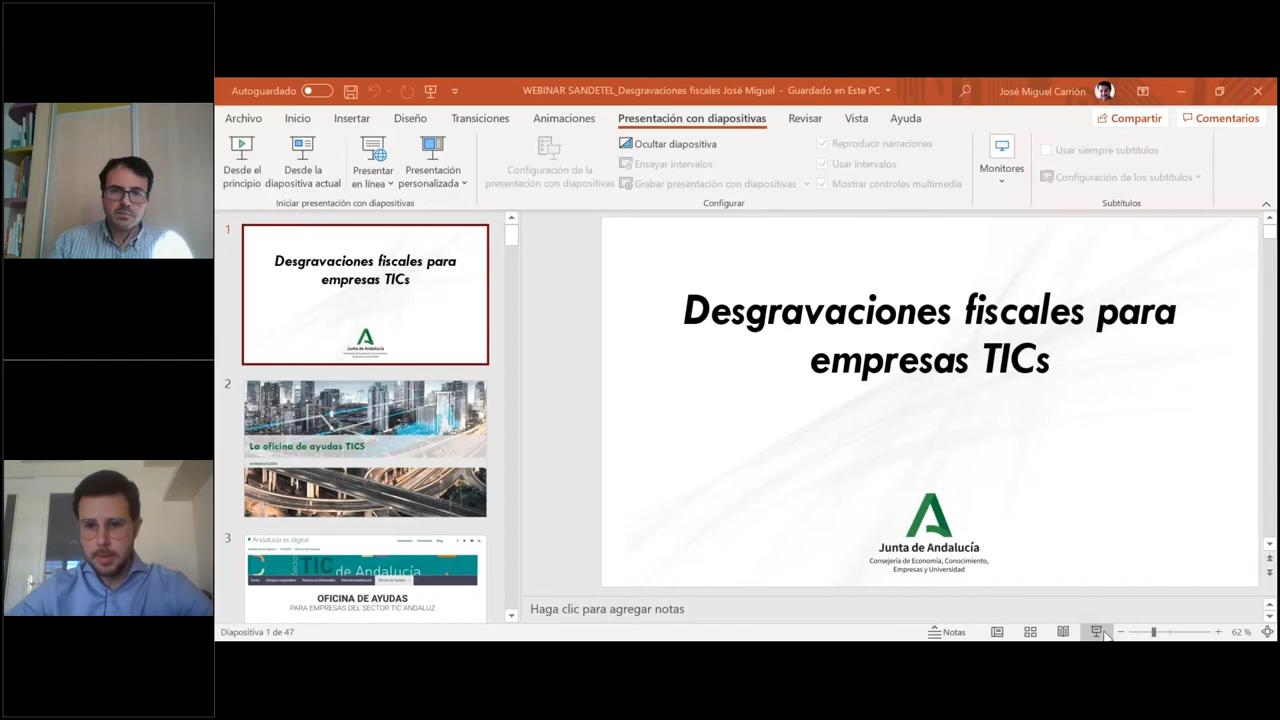 Autoguardado
WEBINAR SANDETEL_Desgravaciones fiscales José Miguel - Guardado en Este PC
José Miguel Carrión
Archivo Inicio Insertar Diseño Transiciones Animaciones Presentación con diapositivas Revisar Vista Ayuda
Compartir Comentarios
Desde el principio
Desde la diapositiva actual
Presentar en línea
Presentación personalizada
Iniciar presentación con diapositivas
Configuración de la presentación con diapositivas
Ocultar diapositiva
Ensayar intervalos
Grabar presentación con diapositivas
Reproducir narraciones
Usar intervalos
Mostrar controles multimedia
Configurar
Monitores
Usar siempre subtítulos
Configuración de los subtítulos
Subtítulos
1
Desgravaciones fiscales para
empresas TICs
Junta de Andalucía
2
La oficina de ayudas TICS
INTRODUCCIÓN
3
Andalucía es digital
TIC de Andalucía
OFICINA DE AYUDAS
PARA EMPRESAS DEL SECTOR TIC ANDALUZ
Desgravaciones fiscales para
empresas TICs
Junta de Andalucía
Consejería de Economía, Conocimiento,
Empresas y Universidad
Haga clic para agregar notas
Diapositiva 1 de 47
Notas
62 %